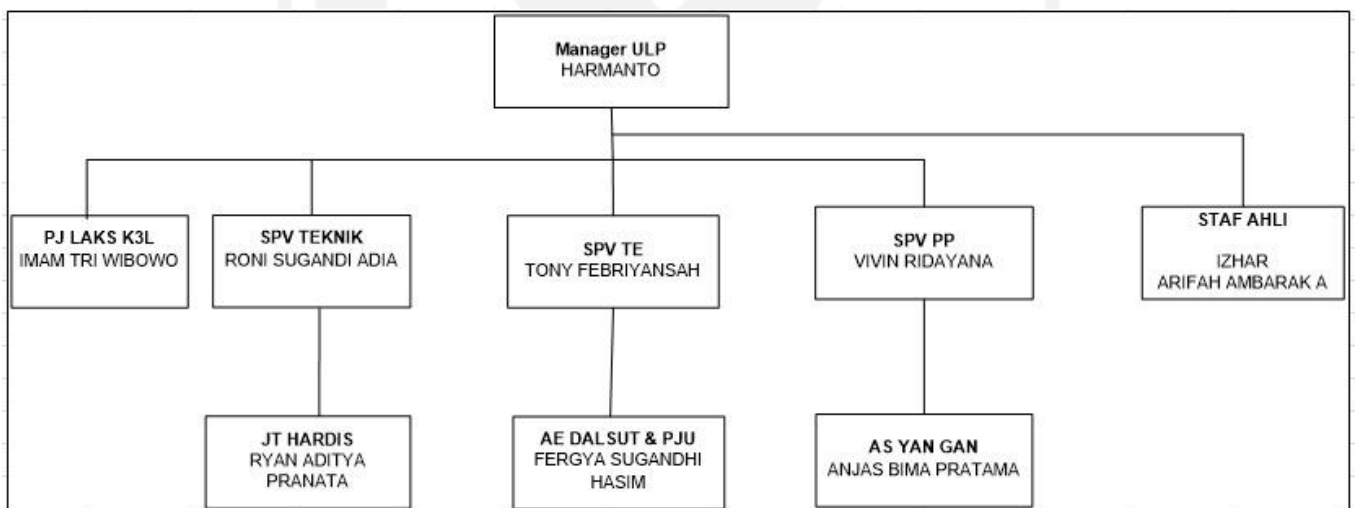 Manager ULP
HARMANTO
PJ LAKS K3L
IMAM TRI WIBOWO
SPV TEKNIK
RONI SUGANDI ADIA
SPV TE
TONY FEBRIYANSAH
SPV PP
VIVIN RIDAYANA
STAF AHLI
IZHAR
ARIFAH AMBARAK A
JT HARDIS
RYAN ADITYA
PRANATA
AE DALSUT & PJU
FERGYA SUGANDHI
HASIM
AS YAN GAN
ANJAS BIMA PRATAMA